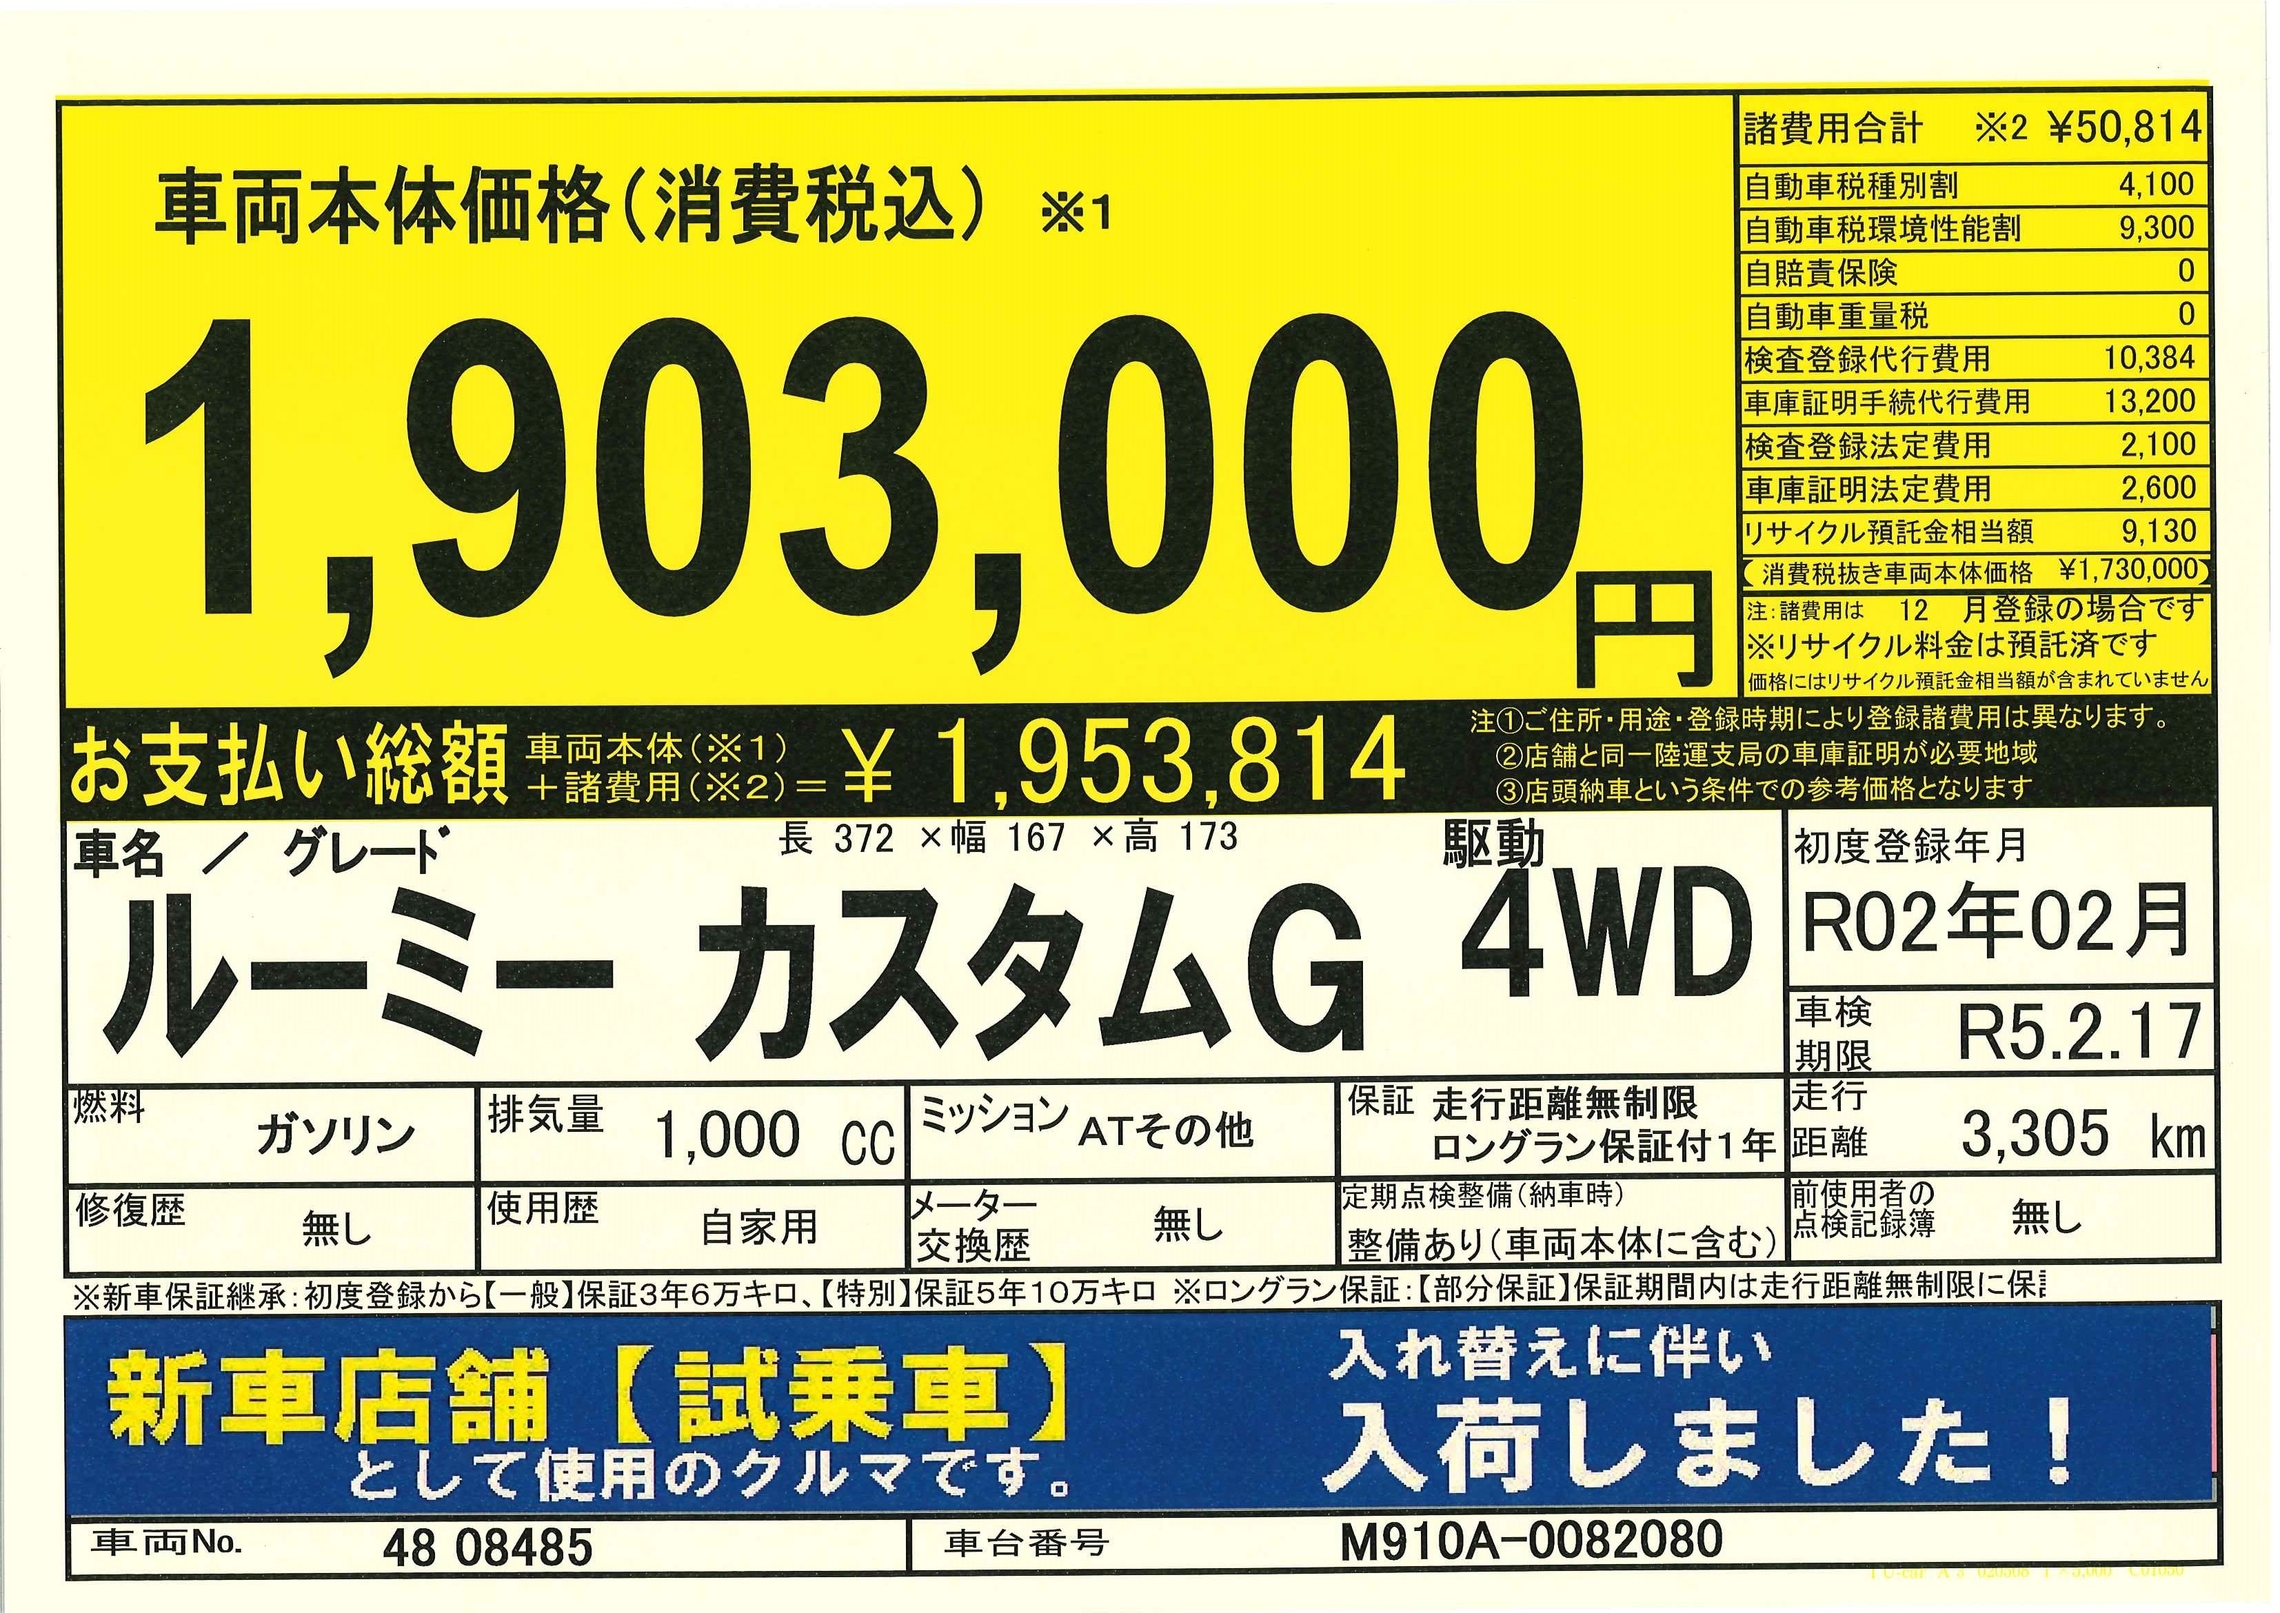 車両本体価格(消費税込) ※1
1,903,000円
諸費用合計 ※2 ¥50,814
自動車税種別割 4,100
自動車税環境性能割 9,300
自賠責保険 0
自動車重量税 0
検査登録代行費用 10,384
車庫証明手続代行費用 13,200
検査登録法定費用 2,100
車庫証明法定費用 2,600
リサイクル預託金相当額 9,130
(消費税抜き車両本体価格 ¥1,730,000)
注:諸費用は 12 月登録の場合です
※リサイクル料金は預託済です
価格にはリサイクル預託金相当額が含まれていません
お支払い総額 車両本体(※1)
+諸費用(※2)=¥ 1,953,814
注①ご住所・用途・登録時期により登録諸費用は異なります。
②店舗と同一陸運支局の車庫証明が必要地域
③店頭納車という条件での参考価格となります
車名 / グレード 長 372 ×幅 167 ×高 173 駆動
ルーミー カスタムG 4WD
初度登録年月
R02年02月
車検
期限 R5.2.17
燃料 ガソリン
排気量 1,000 CC
ミッション ATその他
保証 走行距離無制限
ロングラン保証付1年
走行
距離 3,305 km
修復歴 無し
使用歴 自家用
メーター
交換歴 無し
定期点検整備(納車時)
整備あり(車両本体に含む)
前使用者の
点検記録簿 無し
※新車保証継承:初度登録から【一般】保証3年6万キロ、【特別】保証5年10万キロ ※ロングラン保証:【部分保証】保証期間内は走行距離無制限に保
新車店舗【試乗車】
として使用のクルマです。
入れ替えに伴い
入荷しました!
車両No. 48 08485
車台番号 M910A-0082080